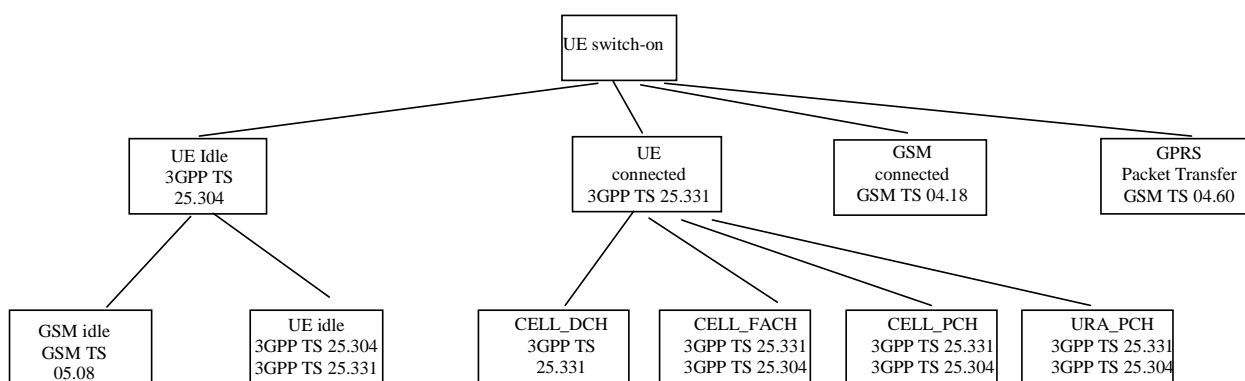 UE switch-on
UE Idle
3GPP TS
25.304
UE
connected
3GPP TS 25.331
GSM
connected
GSM TS 04.18
GPRS
Packet Transfer
GSM TS 04.60
GSM idle
GSM TS
05.08
UE idle
3GPP TS 25.304
3GPP TS 25.331
CELL_DCH
3GPP TS
25.331
CELL_FACH
3GPP TS 25.331
3GPP TS 25.304
CELL_PCH
3GPP TS 25.331
3GPP TS 25.304
URA_PCH
3GPP TS 25.331
3GPP TS 25.304